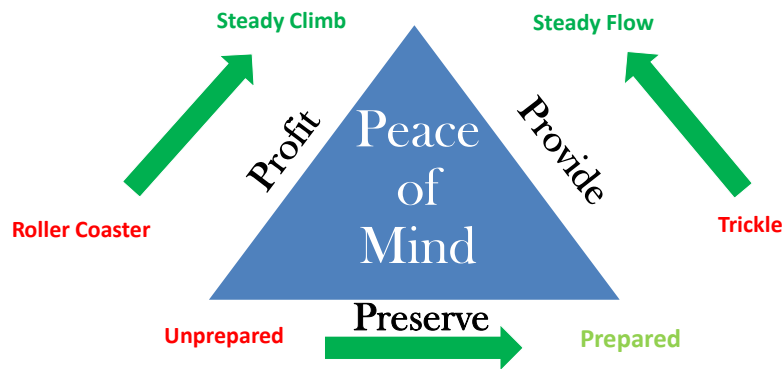 Steady Climb
Steady Flow
Profit
Peace
of
Mind
Provide
Roller Coaster
Trickle
Unprepared
Preserve
Prepared